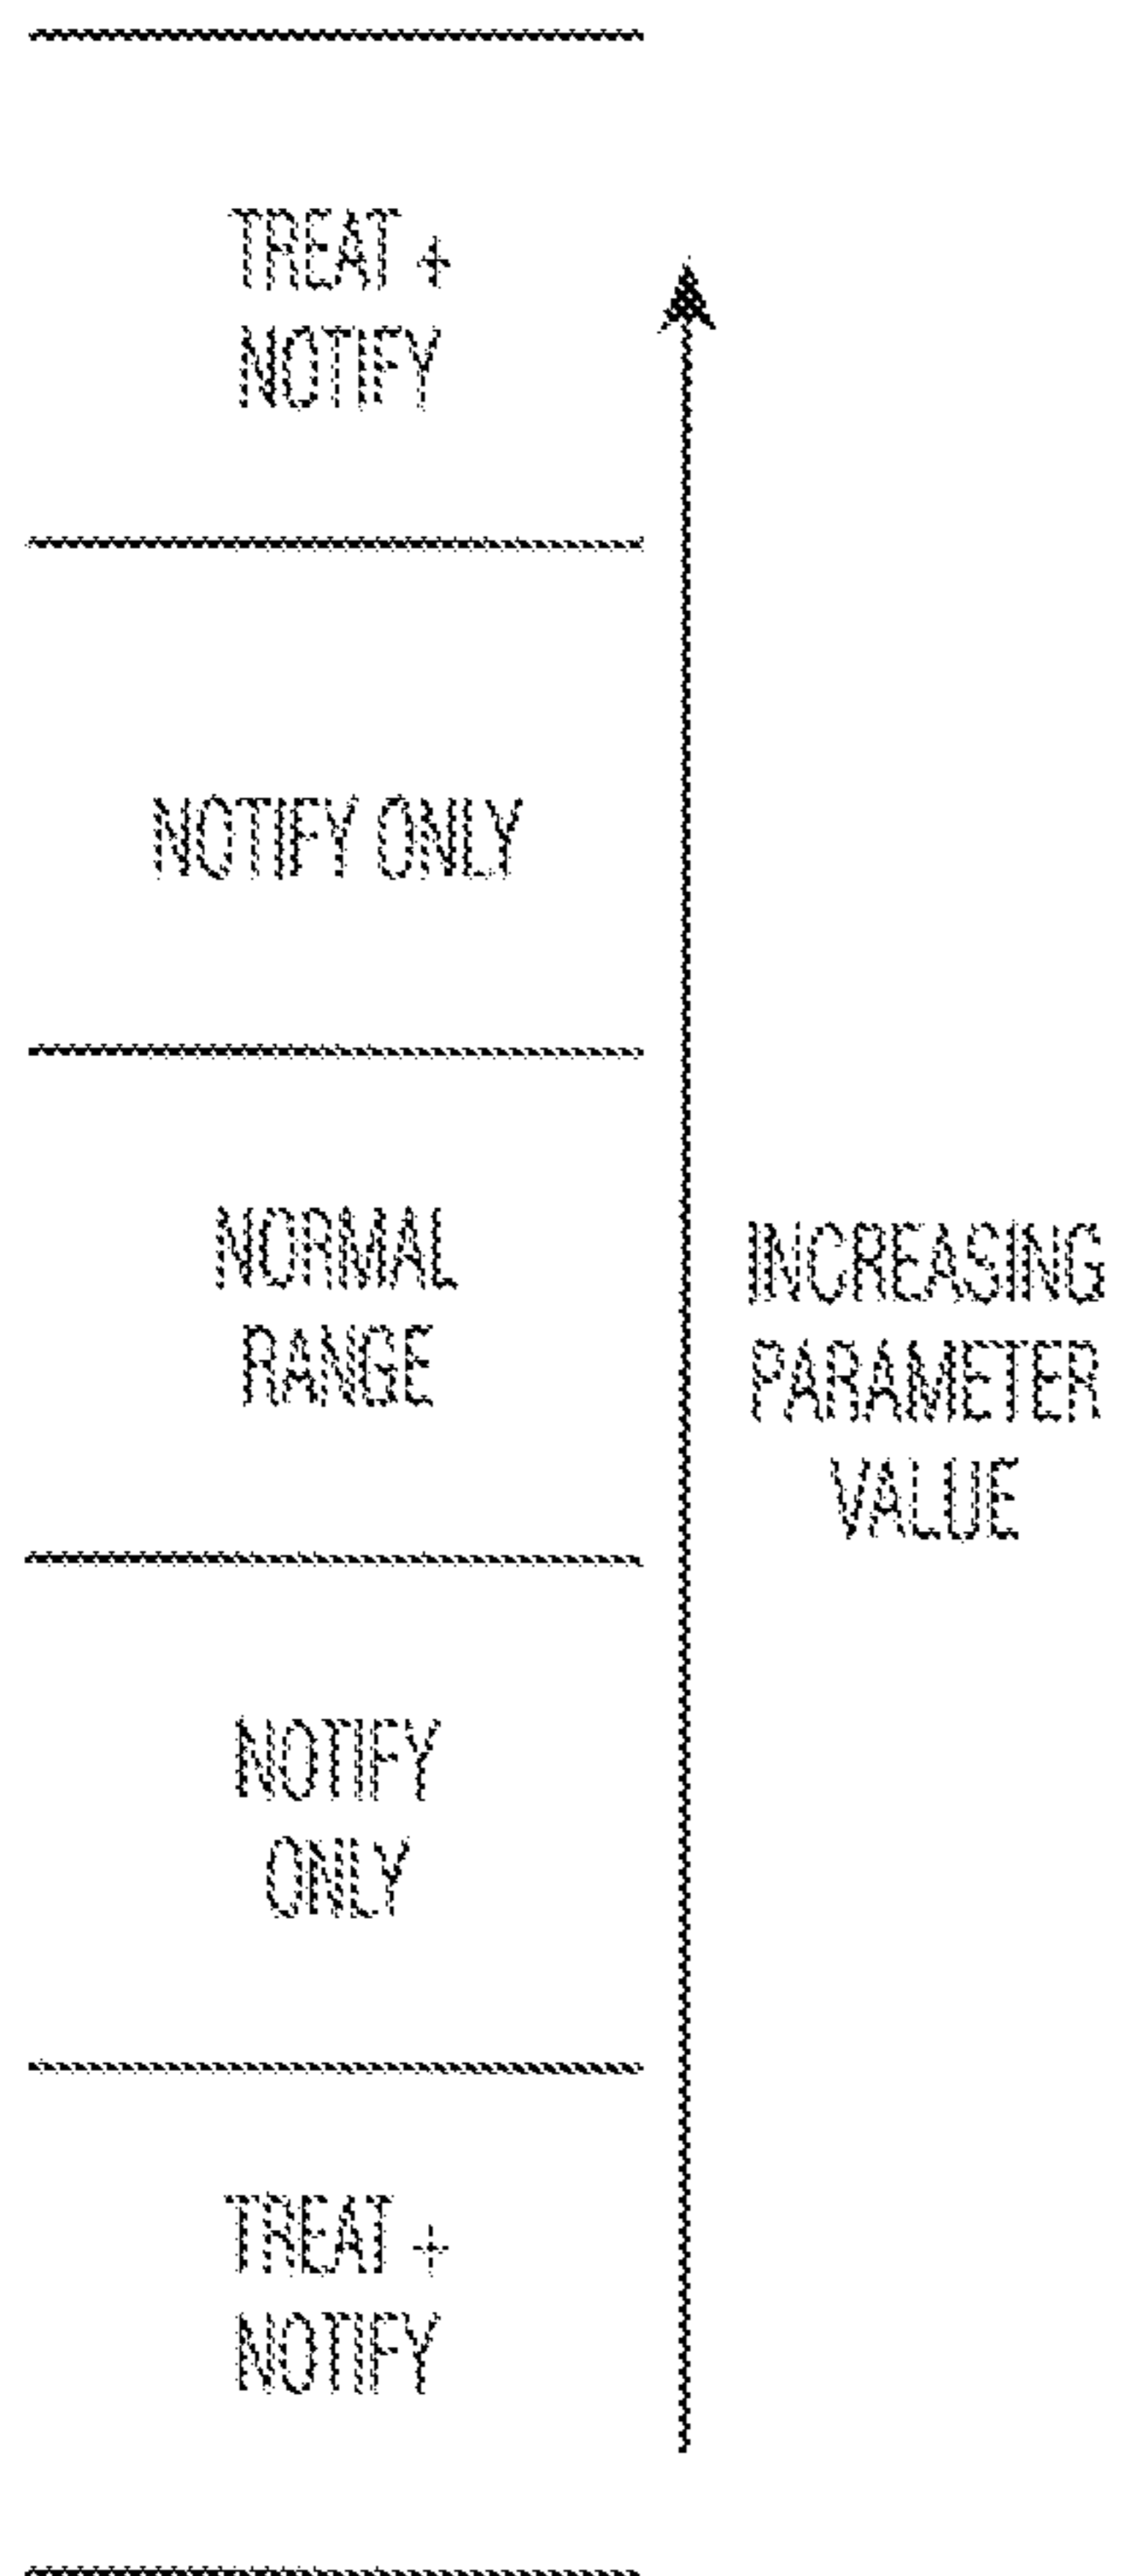 TREAT +
NOTIFY
NOTIFY ONLY
NORMAL
RANGE
INCREASING
PARAMETER
VALUE
NOTIFY
ONLY
TREAT +
NOTIFY